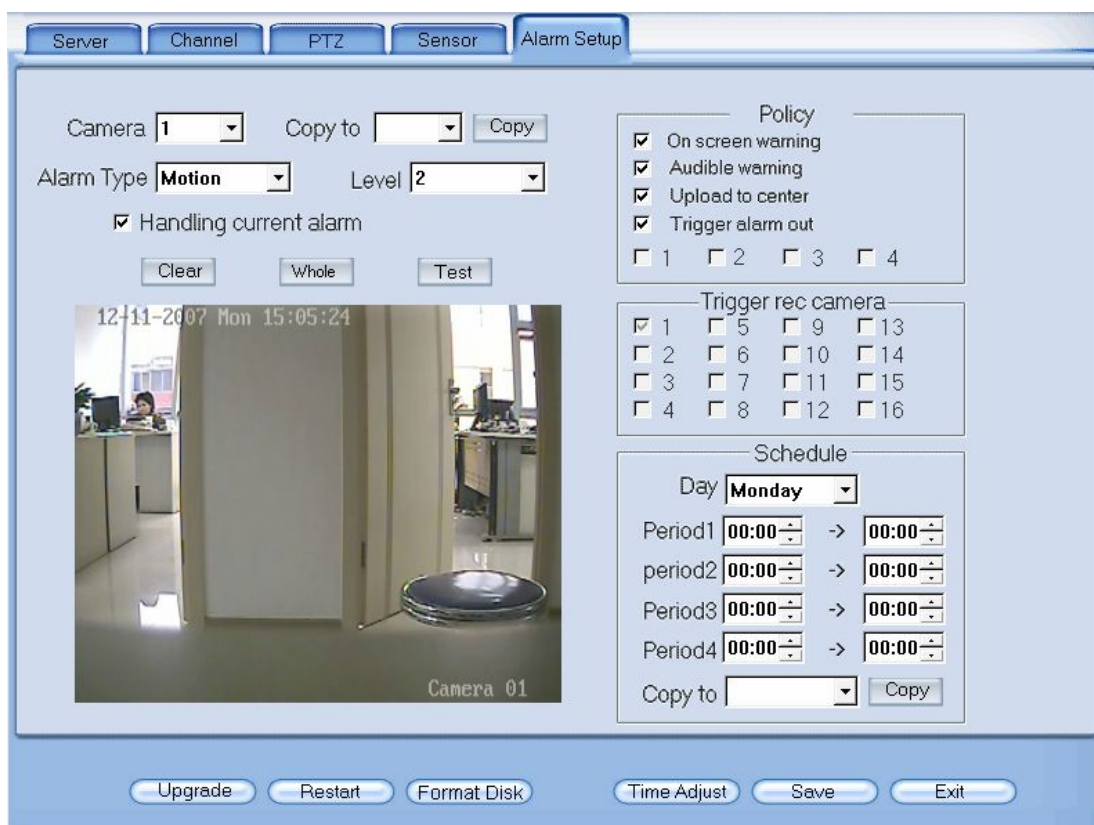 Server Channel PTZ Sensor Alarm Setup
Camera 1 Copy to Copy
Alarm Type Motion Level 2
Handling current alarm
Clear Whole Test
12-11-2007 Mon 15:05:24
Camera 01
Policy
On screen warning
Audible warning
Upload to center
Trigger alarm out
1 2 3 4
Trigger rec camera
1 5 9 13
2 6 10 14
3 7 11 15
4 8 12 16
Schedule
Day Monday
Period1 00:00 -> 00:00
period2 00:00 -> 00:00
Period3 00:00 -> 00:00
Period4 00:00 -> 00:00
Copy to Copy
Upgrade Restart Format Disk Time Adjust Save Exit